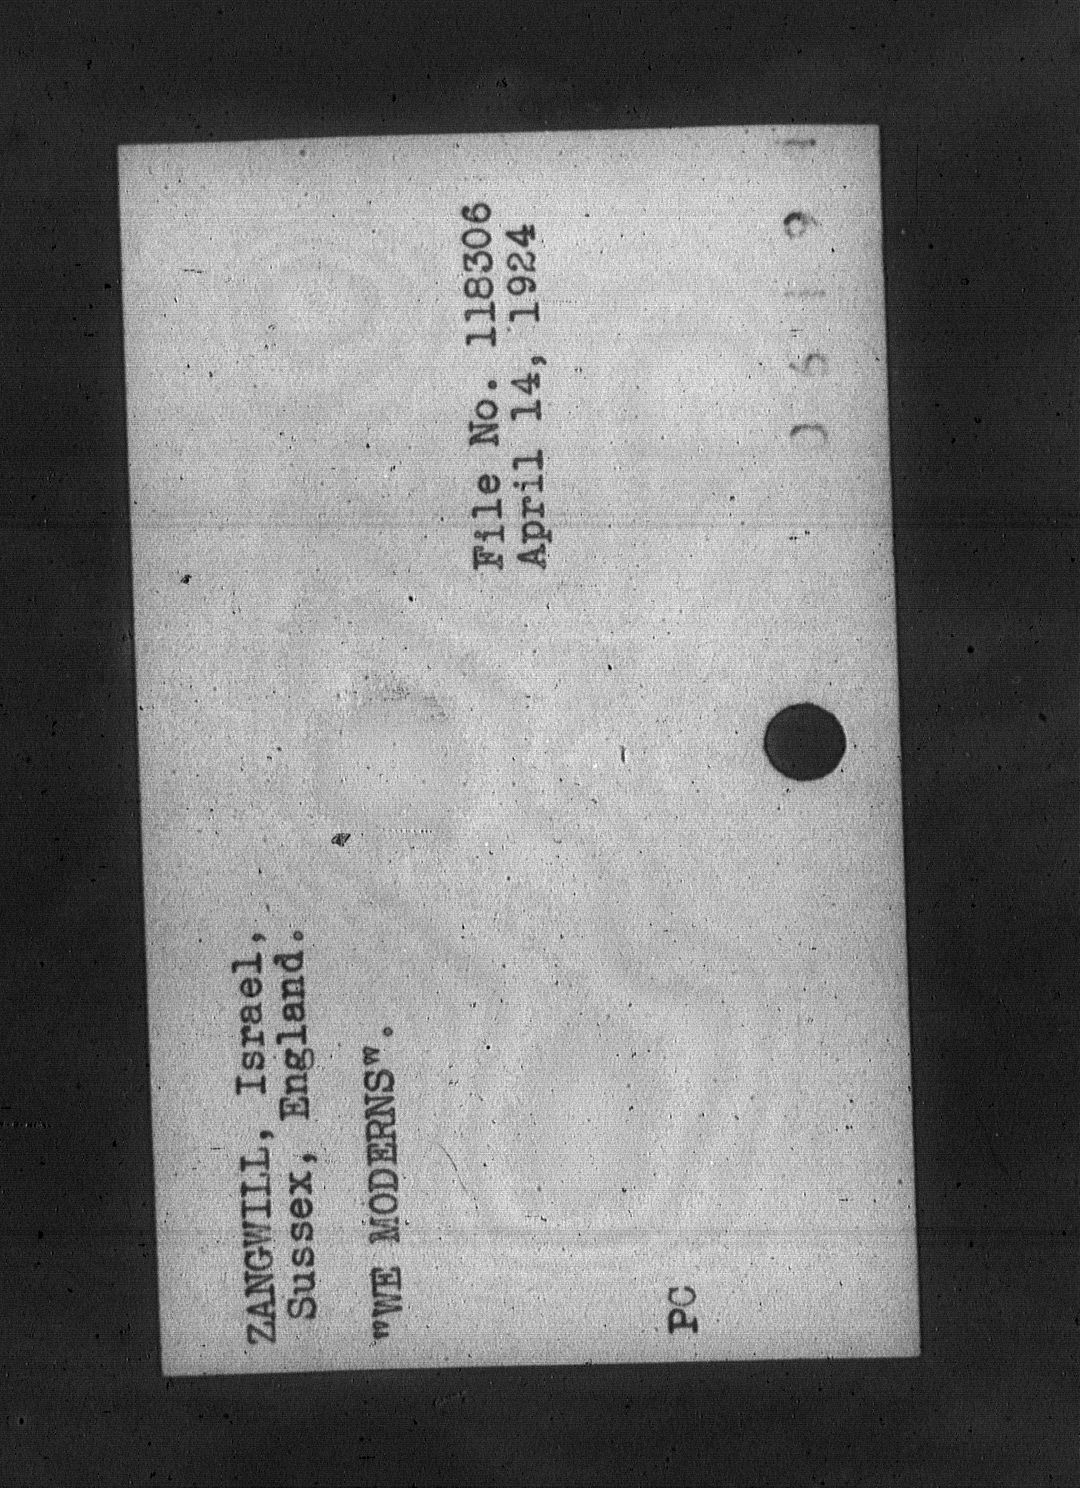 ZANGWILL, Israel,
Sussex, England.
"WE MODERNS".
File No. 118306
April 14, 1924
PC